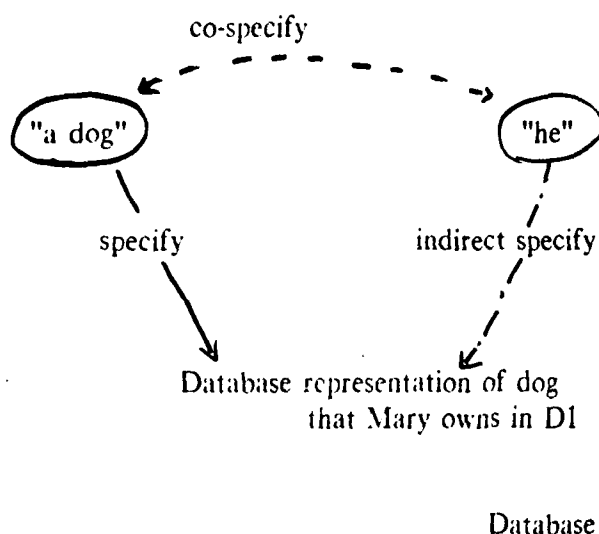 co-specify
"a dog" "he"
specify indirect specify
Database representation of dog
that Mary owns in D1
Database